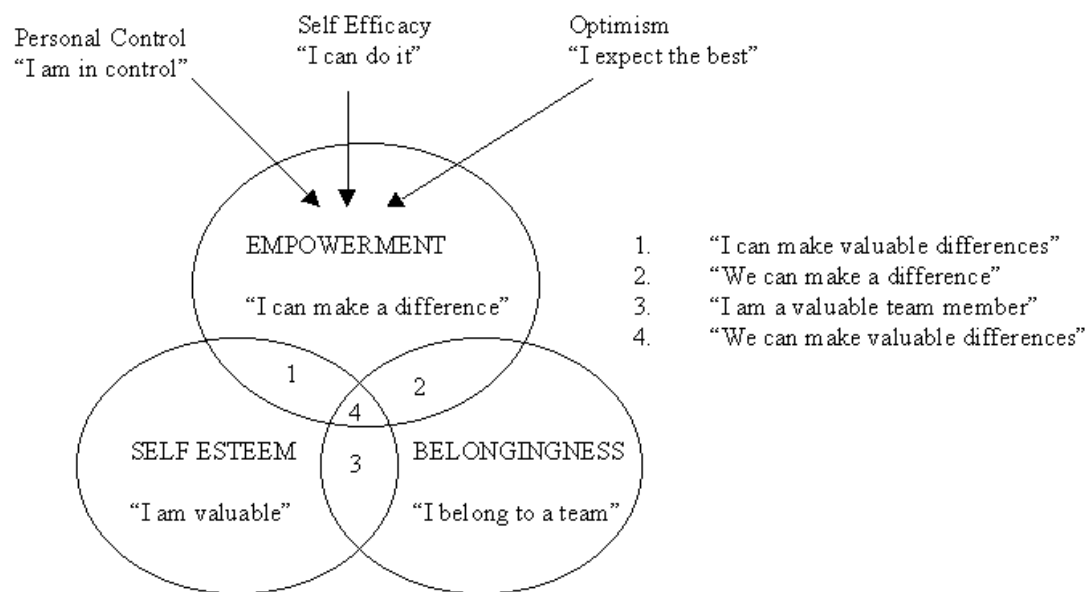 Personal Control
“I am in control”
Self Efficacy
“I can do it”
Optimism
“I expect the best”
EMPOWERMENT
“I can make a difference”
1. “I can make valuable differences”
2. “We can make a difference”
3. “I am a valuable team member”
4. “We can make valuable differences”
1
2
4
SELF ESTEEM
3
BELONGINGNESS
“I am valuable”
“I belong to a team”